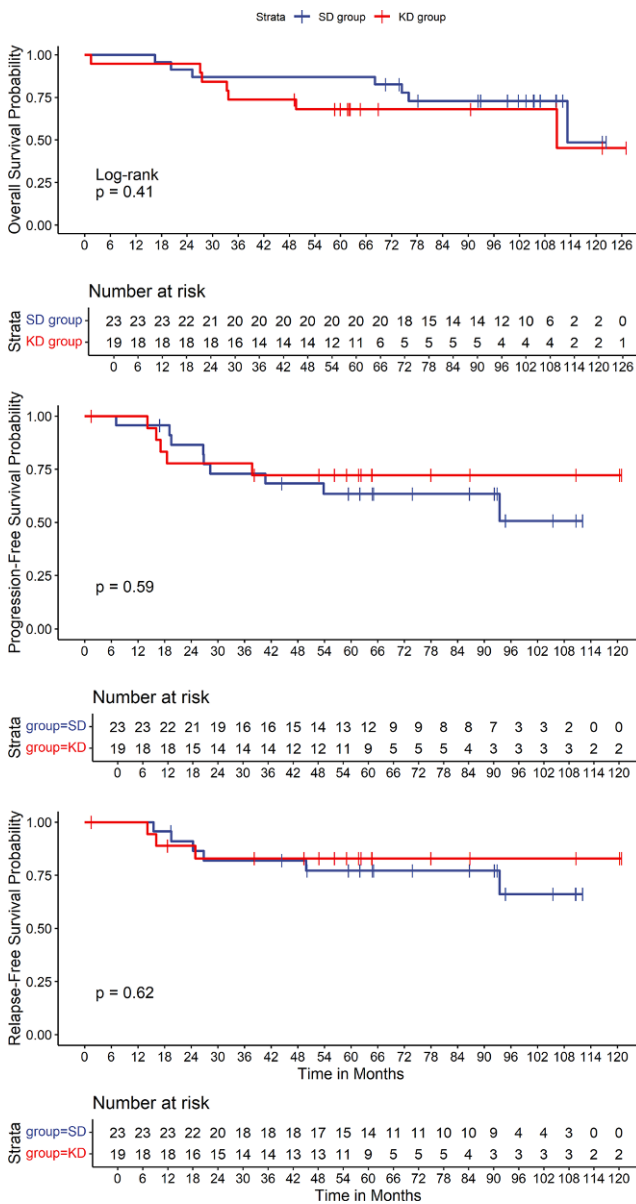 Strata SD group KD group
Overall Survival Probability
1.00
0.75
0.50
0.25
0.00
Log-rank
p = 0.41
0 6 12 18 24 30 36 42 48 54 60 66 72 78 84 90 96 102 108 114 120 126
Number at risk
Strata
SD group 23 23 23 22 21 20 20 20 20 20 20 20 18 15 14 14 12 10 6 2 2 0
KD group 19 18 18 18 18 16 14 14 14 12 11 6 5 5 5 5 4 4 4 2 2 1
0 6 12 18 24 30 36 42 48 54 60 66 72 78 84 90 96 102 108 114 120 126
Progression-Free Survival Probability
1.00
0.75
0.50
0.25
0.00
p = 0.59
0 6 12 18 24 30 36 42 48 54 60 66 72 78 84 90 96 102 108 114 120
Number at risk
Strata
group=SD 23 23 22 21 19 16 16 15 14 13 12 9 9 8 8 7 3 3 2 0 0
group=KD 19 18 18 15 14 14 14 12 12 11 9 5 5 5 4 3 3 3 3 2 2
0 6 12 18 24 30 36 42 48 54 60 66 72 78 84 90 96 102 108 114 120
Relapse-Free Survival Probability
1.00
0.75
0.50
0.25
0.00
p = 0.62
0 6 12 18 24 30 36 42 48 54 60 66 72 78 84 90 96 102 108 114 120
Time in Months
Number at risk
Strata
group=SD 23 23 23 22 20 18 18 18 17 15 14 11 11 10 10 9 4 4 3 0 0
group=KD 19 18 18 16 15 14 14 13 13 11 9 5 5 5 4 3 3 3 3 2 2
0 6 12 18 24 30 36 42 48 54 60 66 72 78 84 90 96 102 108 114 120
Time in Months